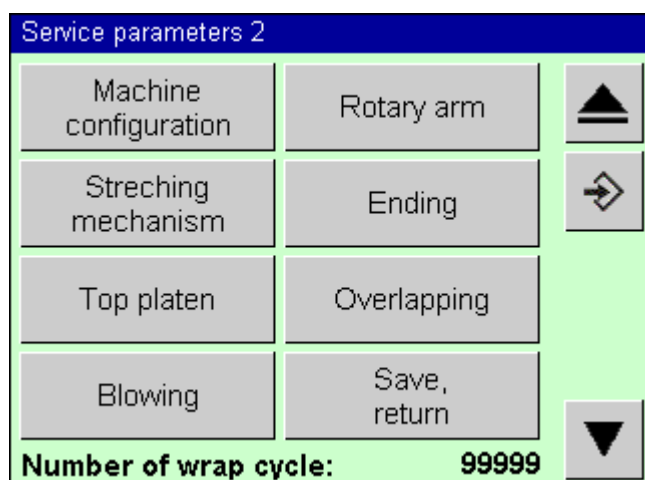 Service parameters 2
Machine
configuration
Rotary arm
Streching
mechanism
Ending
Top platen
Overlapping
Blowing
Save,
return
Number of wrap cycle: 99999